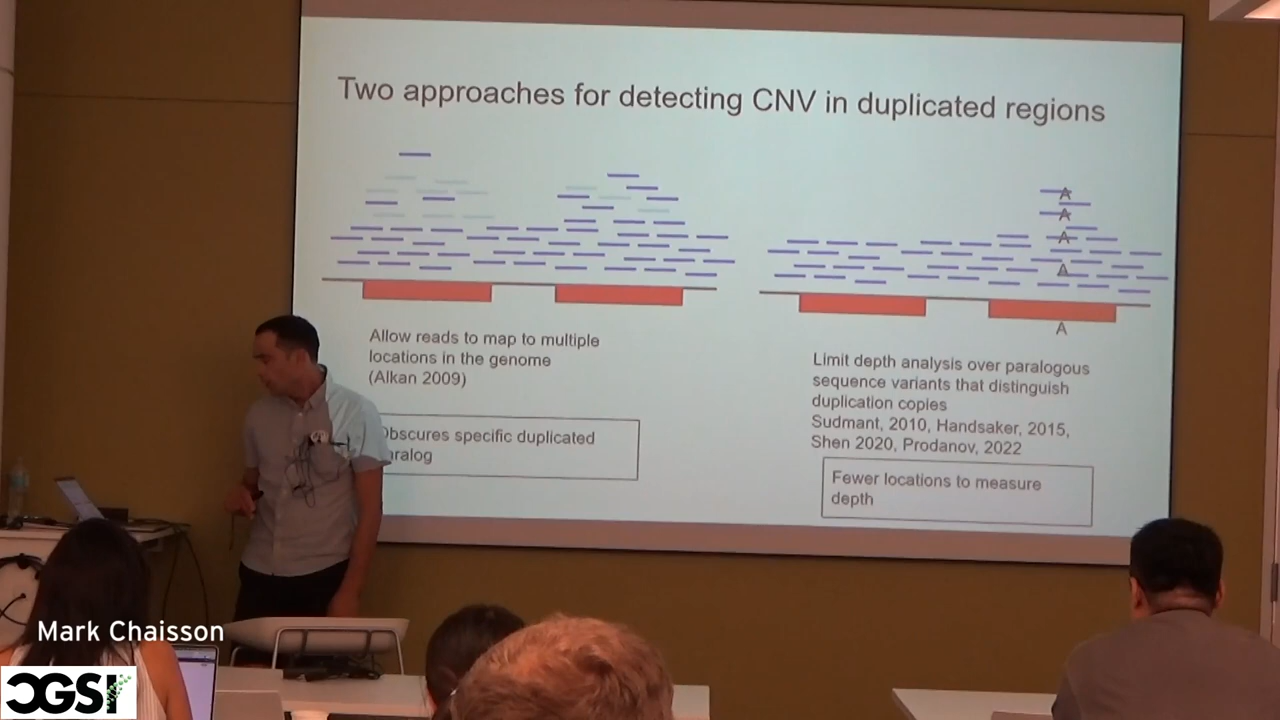 Two approaches for detecting CNV in duplicated regions
A
A
A
A
A
Allow reads to map to multiple
locations in the genome
(Alkan 2009)
Obscures specific duplicated
aralog
Limit depth analysis over paralogous
sequence variants that distinguish
duplication copies
Sudmant, 2010, Handsaker, 2015,
Shen 2020, Prodanov, 2022
Fewer locations to measure
depth
Mark Chaisson
CGSI